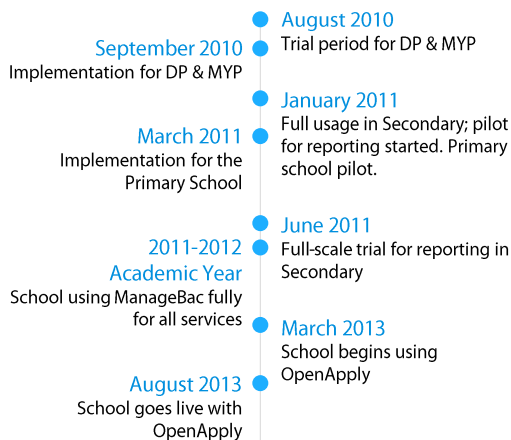 August 2010
Trial period for DP & MYP
September 2010
Implementation for DP & MYP
January 2011
Full usage in Secondary; pilot
for reporting started. Primary
school pilot.
March 2011
Implementation for the
Primary School
June 2011
Full-scale trial for reporting in
Secondary
2011-2012
Academic Year
School using ManageBac fully
for all services
March 2013
School begins using
OpenApply
August 2013
School goes live with
OpenApply